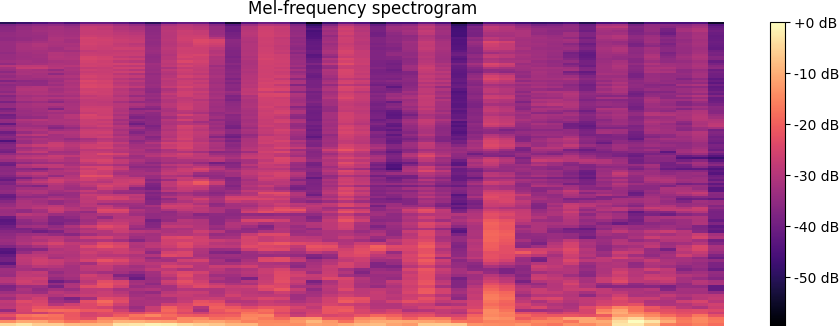 Mel-frequency spectrogram
+0 dB
-10 dB
-20 dB
-30 dB
-40 dB
-50 dB